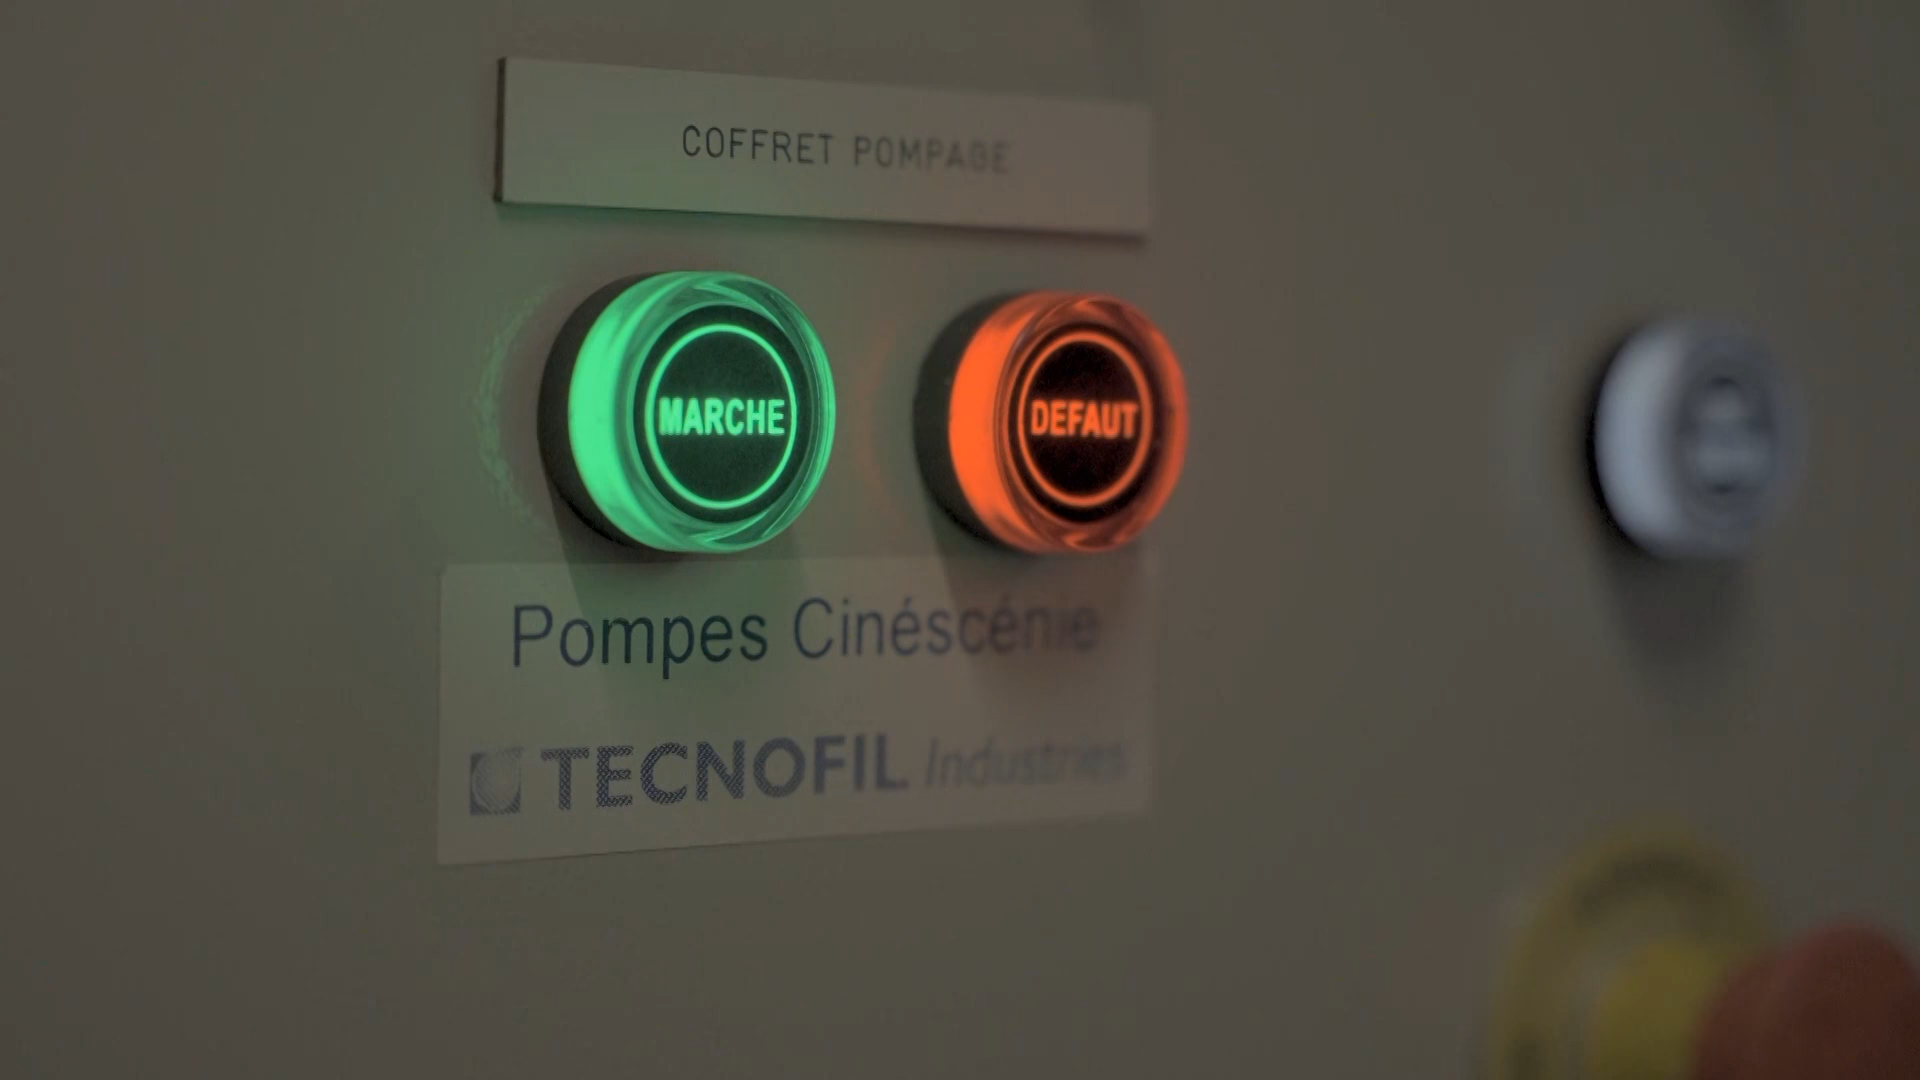 COFFRET POMPAGE
MARCHE
DEFAUT
Pompes Cinéscénie
TECNOFIL Industries